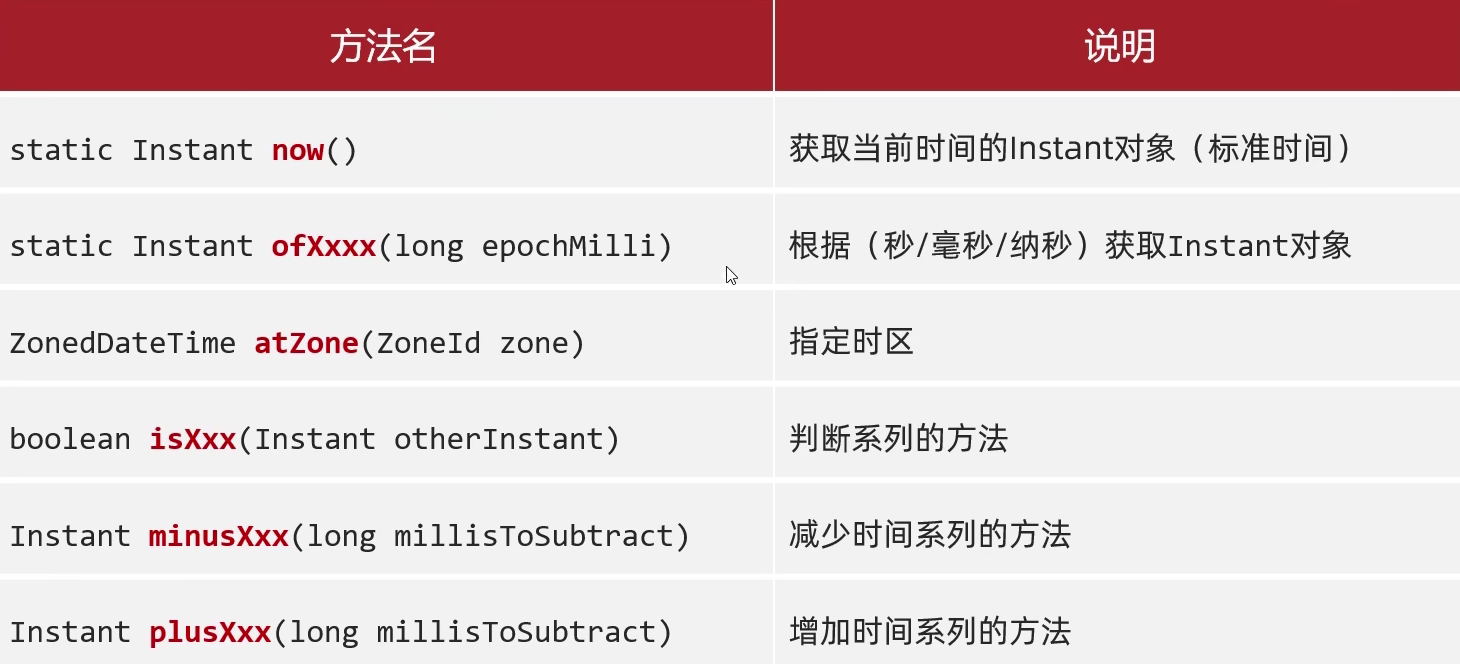 方法名 说明
static Instant now() 获取当前时间的Instant对象（标准时间）
static Instant ofXxxx(long epochMilli) 根据（秒/毫秒/纳秒）获取Instant对象
ZonedDateTime atZone(ZoneId zone) 指定时区
boolean isXxx(Instant otherInstant) 判断系列的方法
Instant minusXxx(long millisToSubtract) 减少时间系列的方法
Instant plusXxx(long millisToSubtract) 增加时间系列的方法